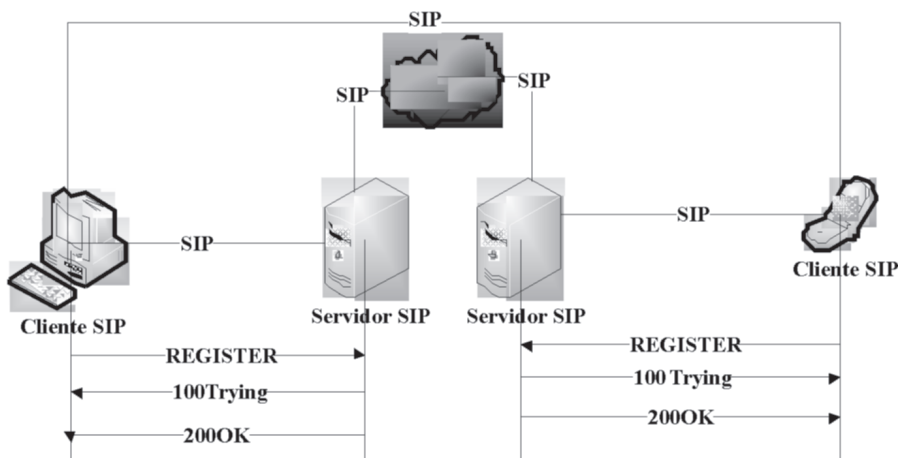 SIP
SIP
SIP
SIP
SIP
Cliente SIP
Servidor SIP
Servidor SIP
Cliente SIP
REGISTER
100Trying
200OK
REGISTER
100 Trying
200OK